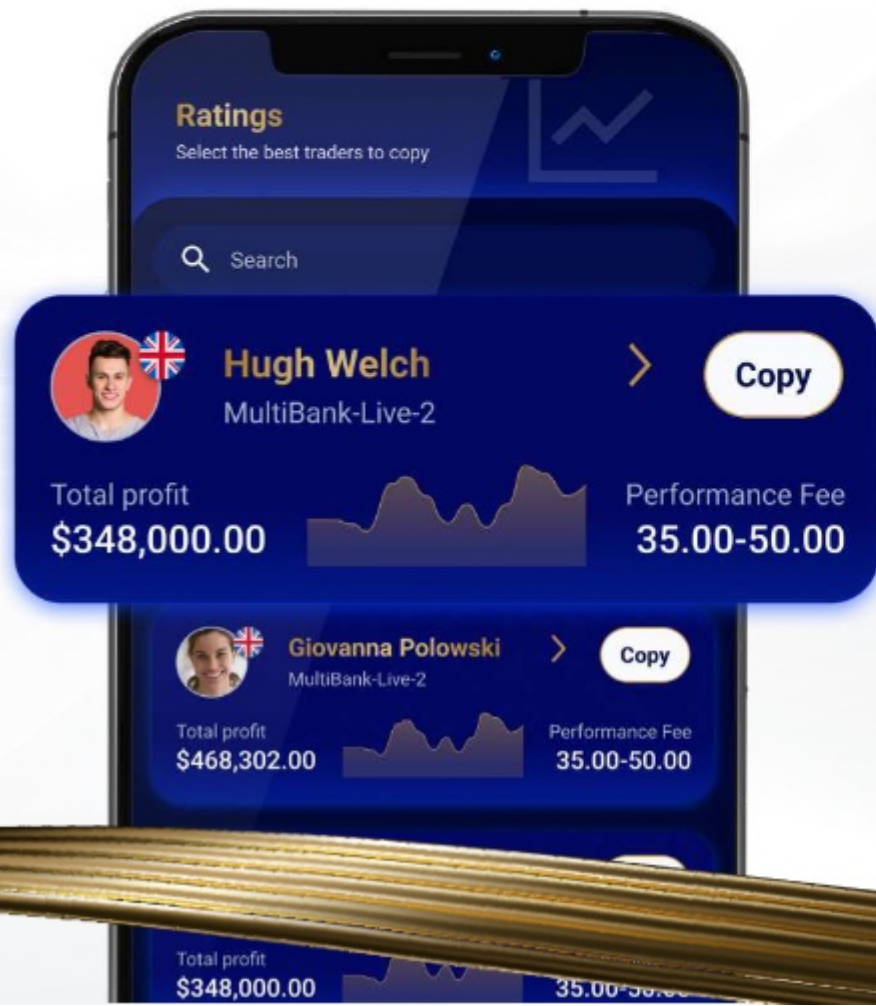 Ratings
Select the best traders to copy
Search
Hugh Welch
Copy
MultiBank-Live-2
Total profit
Performance Fee
$348,000.00
35.00-50.00
Giovanna Polowski
Copy
MultiBank-Live-2
Total profit
Performance Fee
$468,302.00
35.00-50.00
Total profit
$348,000.00